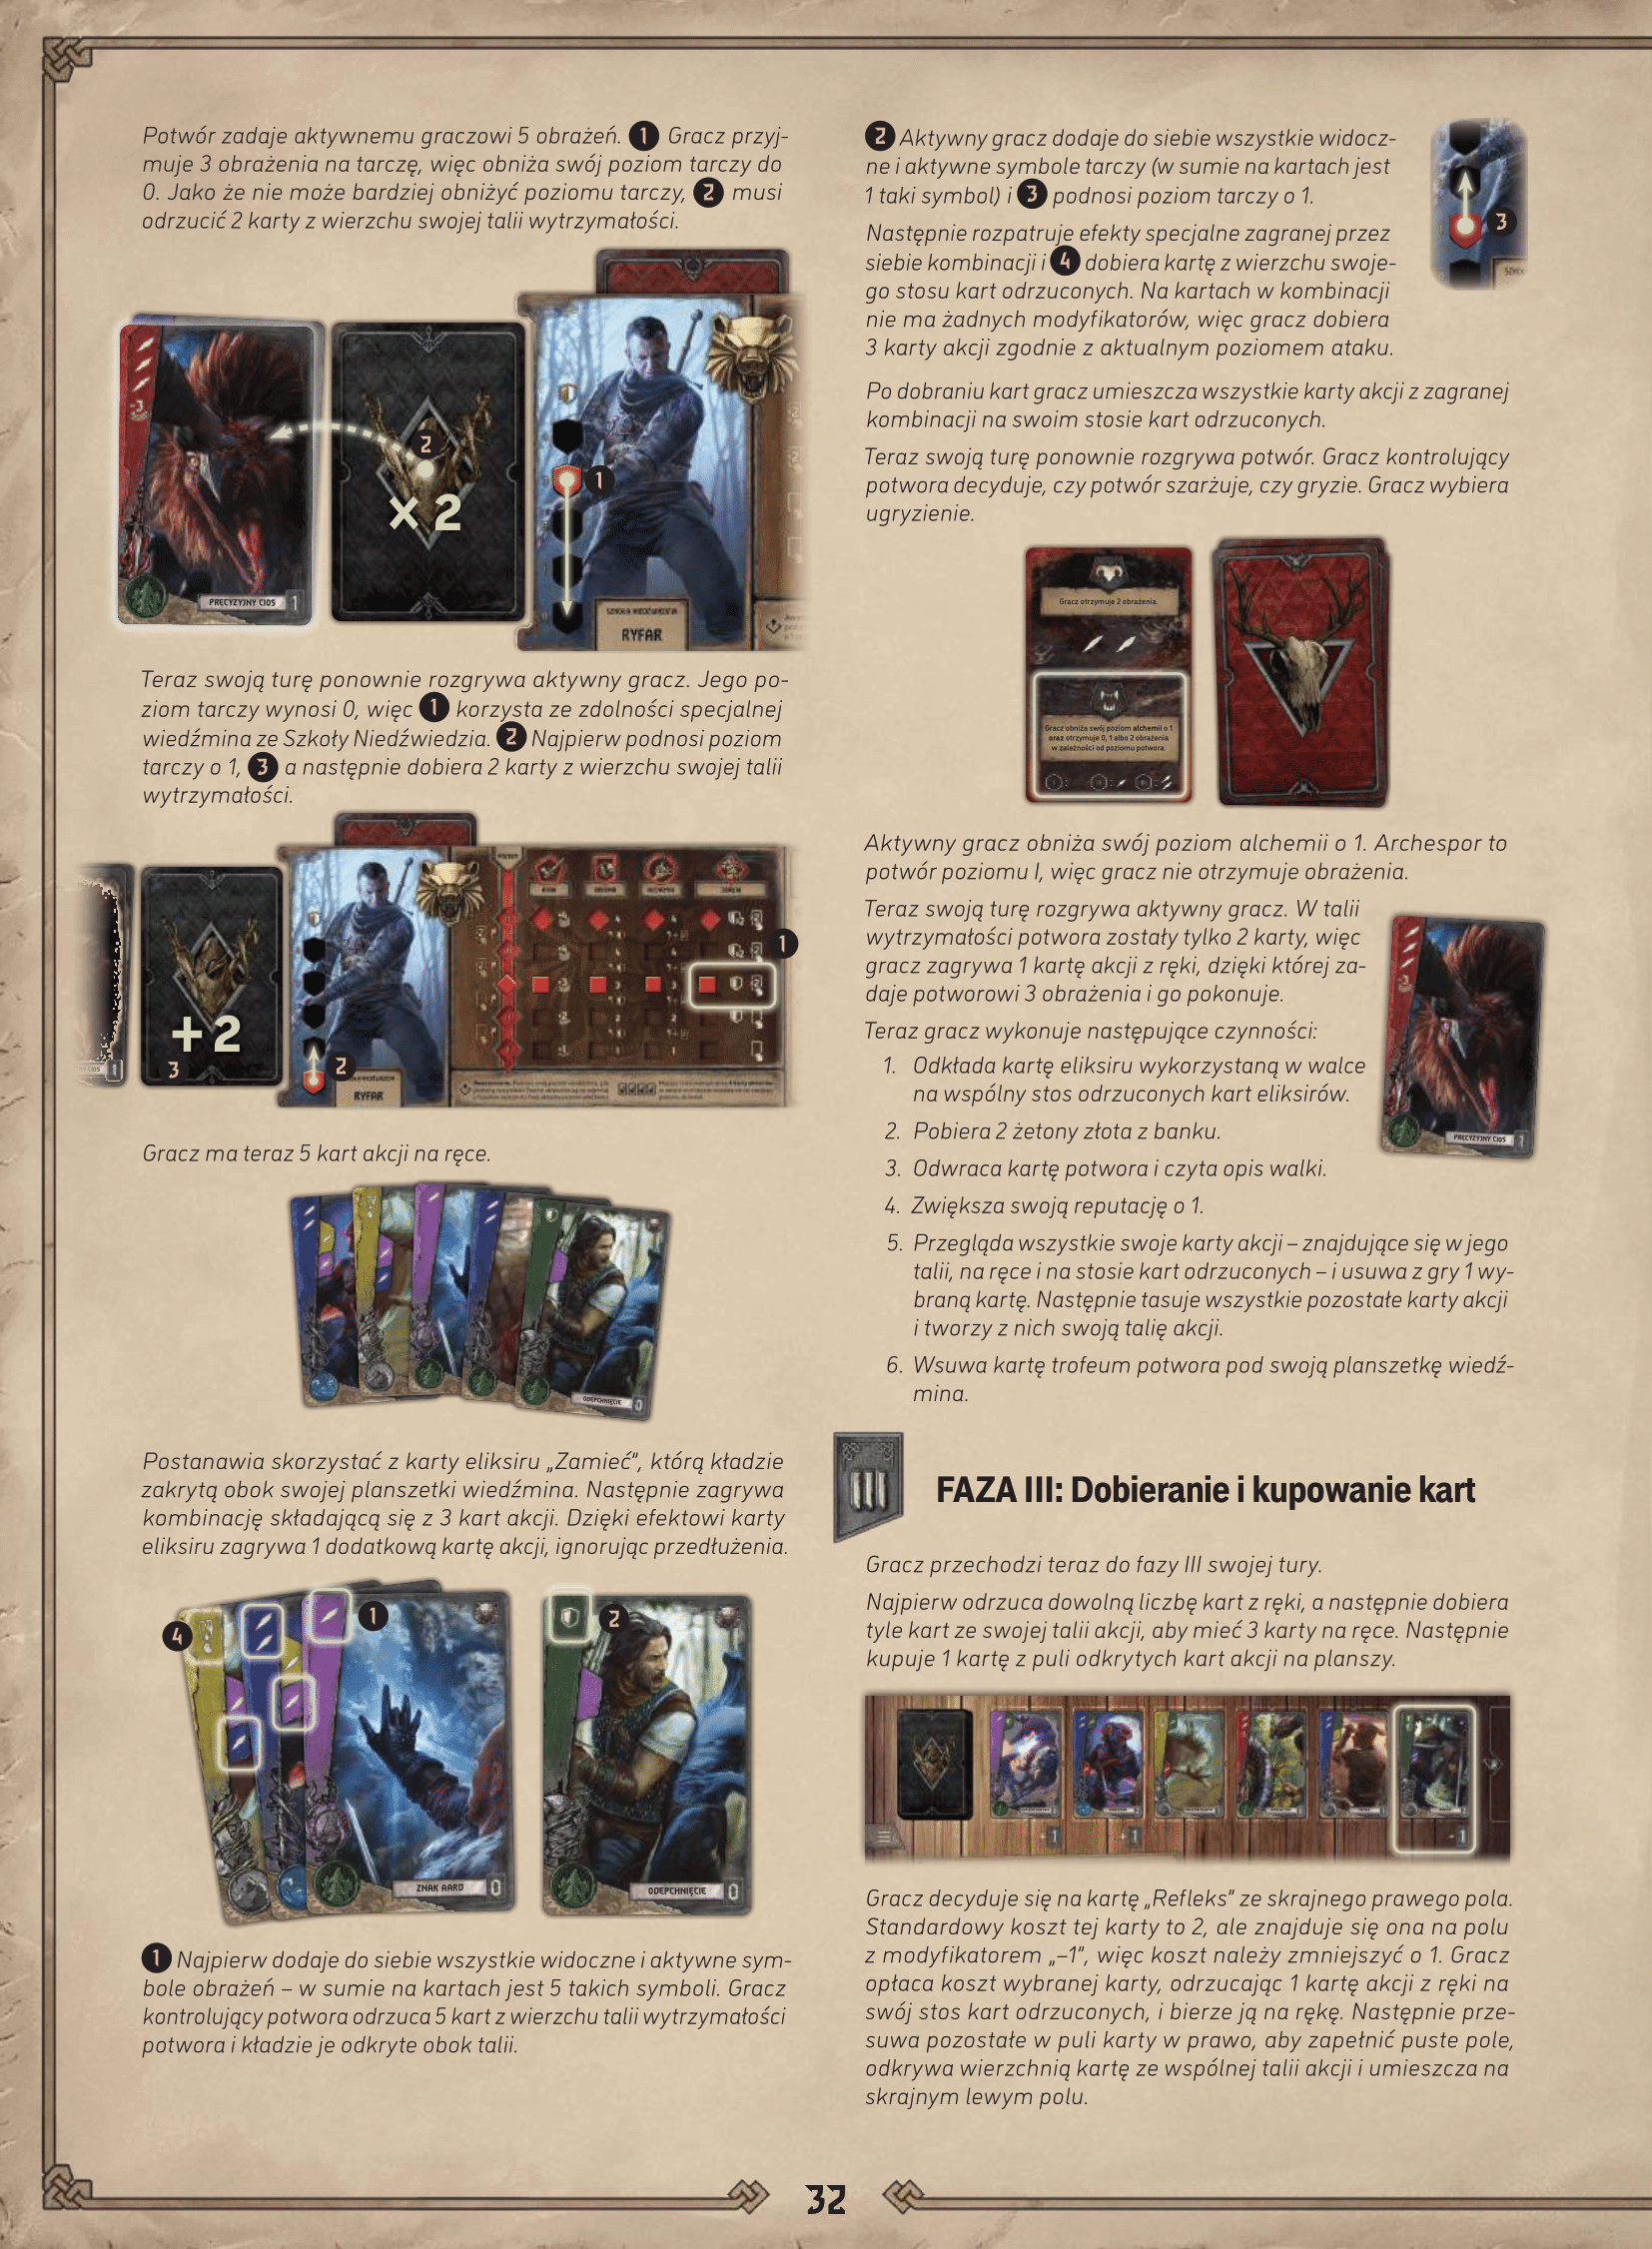 Potwór zadaje aktywnemu graczowi 5 obrażeń. 1 Gracz przyj-
muje 3 obrażenia na tarczę, więc obniża swój poziom tarczy do
0. Jako że nie może bardziej obniżyć poziomu tarczy, 2 musi
odrzucić 2 karty z wierzchu swojej talii wytrzymałości.
-3
PRECYZYJNY CIOS 1
2
× 2
1
SZKOŁA NIEDŹWIEDZIA
RYFAR
Teraz swoją turę ponownie rozgrywa aktywny gracz. Jego po-
ziom tarczy wynosi 0, więc 1 korzysta ze zdolności specjalnej
wiedźmina ze Szkoły Niedźwiedzia. 2 Najpierw podnosi poziom
tarczy o 1, 3 a następnie dobiera 2 karty z wierzchu swojej talii
wytrzymałości.
+ 2
3
2
RYFAR
1
Gracz ma teraz 5 kart akcji na ręce.
ODEPCHNIĘCIE 0
Postanawia skorzystać z karty eliksiru „Zamieć”, którą kładzie
zakrytą obok swojej planszetki wiedźmina. Następnie zagrywa
kombinację składającą się z 3 kart akcji. Dzięki efektowi karty
eliksiru zagrywa 1 dodatkową kartę akcji, ignorując przedłużenia.
4
1
2
ZNAK AARD 0
ODEPCHNIĘCIE 0
1 Najpierw dodaje do siebie wszystkie widoczne i aktywne sym-
bole obrażeń – w sumie na kartach jest 5 takich symboli. Gracz
kontrolujący potwora odrzuca 5 kart z wierzchu talii wytrzymałości
potwora i kładzie je odkryte obok talii.
2 Aktywny gracz dodaje do siebie wszystkie widocz-
ne i aktywne symbole tarczy (w sumie na kartach jest
1 taki symbol) i 3 podnosi poziom tarczy o 1.
3
Następnie rozpatruje efekty specjalne zagranej przez
siebie kombinacji i 4 dobiera kartę z wierzchu swoje-
go stosu kart odrzuconych. Na kartach w kombinacji
nie ma żadnych modyfikatorów, więc gracz dobiera
3 karty akcji zgodnie z aktualnym poziomem ataku.
Po dobraniu kart gracz umieszcza wszystkie karty akcji z zagranej
kombinacji na swoim stosie kart odrzuconych.
Teraz swoją turę ponownie rozgrywa potwór. Gracz kontrolujący
potwora decyduje, czy potwór szarżuje, czy gryzie. Gracz wybiera
ugryzienie.
Gracz otrzymuje 2 obrażenia.
Gracz obniża swój poziom alchemii o 1
oraz otrzymuje 0, 1 albo 2 obrażenia
w zależności od poziomu potwora.
Aktywny gracz obniża swój poziom alchemii o 1. Archespor to
potwór poziomu I, więc gracz nie otrzymuje obrażenia.
Teraz swoją turę rozgrywa aktywny gracz. W talii
wytrzymałości potwora zostały tylko 2 karty, więc
gracz zagrywa 1 kartę akcji z ręki, dzięki której za-
daje potworowi 3 obrażenia i go pokonuje.
-3
PRECYZYJNY CIOS 1
Teraz gracz wykonuje następujące czynności:
1. Odkłada kartę eliksiru wykorzystaną w walce
na wspólny stos odrzuconych kart eliksirów.
2. Pobiera 2 żetony złota z banku.
3. Odwraca kartę potwora i czyta opis walki.
4. Zwiększa swoją reputację o 1.
5. Przegląda wszystkie swoje karty akcji – znajdujące się w jego
talii, na ręce i na stosie kart odrzuconych – i usuwa z gry 1 wy-
braną kartę. Następnie tasuje wszystkie pozostałe karty akcji
i tworzy z nich swoją talię akcji.
6. Wsuwa kartę trofeum potwora pod swoją planszetkę wiedź-
mina.
III
FAZA III: Dobieranie i kupowanie kart
Gracz przechodzi teraz do fazy III swojej tury.
Najpierw odrzuca dowolną liczbę kart z ręki, a następnie dobiera
tyle kart ze swojej talii akcji, aby mieć 3 karty na ręce. Następnie
kupuje 1 kartę z puli odkrytych kart akcji na planszy.
+1 +1 -1
Gracz decyduje się na kartę „Refleks” ze skrajnego prawego pola.
Standardowy koszt tej karty to 2, ale znajduje się ona na polu
z modyfikatorem „–1”, więc koszt należy zmniejszyć o 1. Gracz
opłaca koszt wybranej karty, odrzucając 1 kartę akcji z ręki na
swój stos kart odrzuconych, i bierze ją na rękę. Następnie prze-
suwa pozostałe w puli karty w prawo, aby zapełnić puste pole,
odkrywa wierzchnią kartę ze wspólnej talii akcji i umieszcza na
skrajnym lewym polu.
32